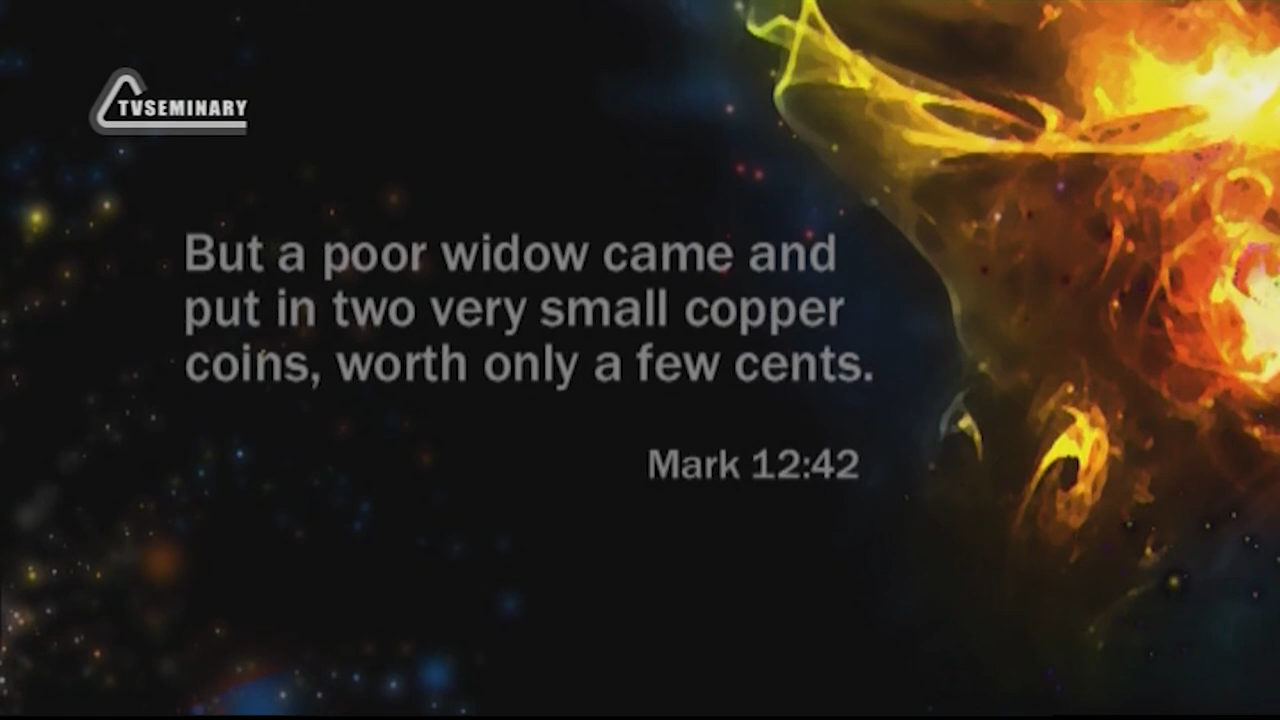 TVSEMINARY
But a poor widow came and
put in two very small copper
coins, worth only a few cents.
Mark 12:42